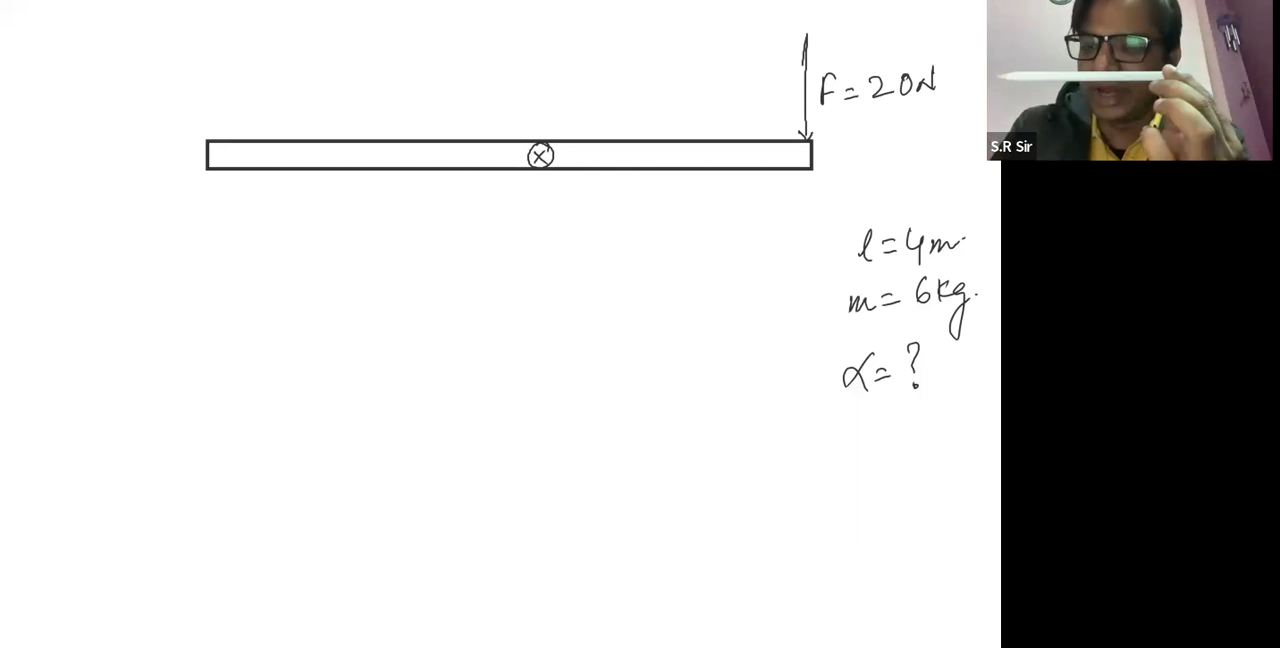 F = 20N
l = 4m
m = 6kg.
α = ?
S.R Sir